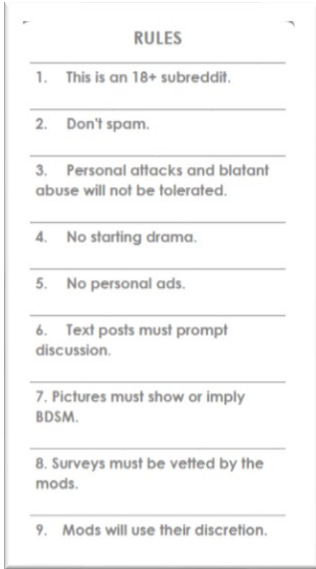 RULES
1. This is an 18+ subreddit.
2. Don't spam.
3. Personal attacks and blatant
abuse will not be tolerated.
4. No starting drama.
5. No personal ads.
6. Text posts must prompt
discussion.
7. Pictures must show or imply
BDSM.
8. Surveys must be vetted by the
mods.
9. Mods will use their discretion.